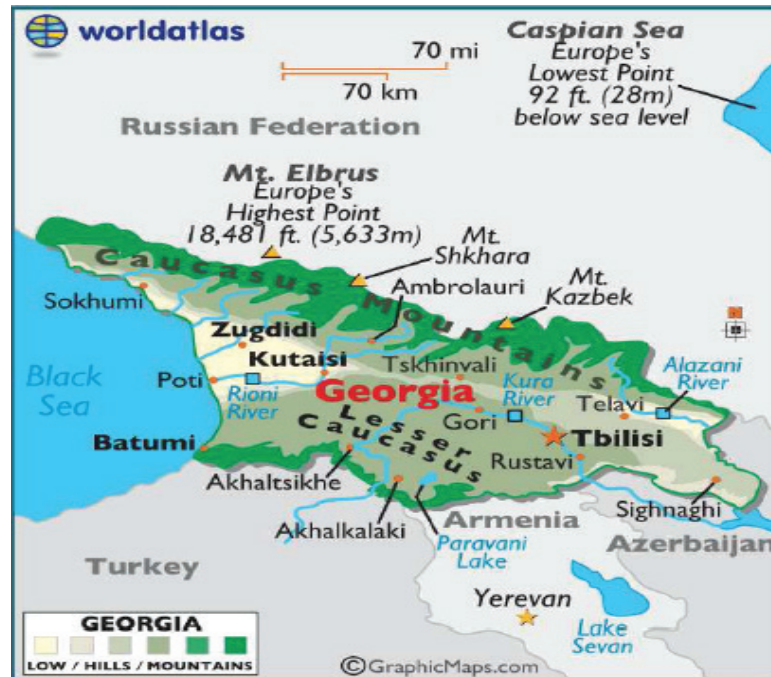 worldatlas
70 mi
70 km
Caspian Sea
Europe's
Lowest Point
92 ft. (28m)
below sea level
Russian Federation
Mt. Elbrus
Europe's
Highest Point
18,481 ft. (5,633m)
Mt.
Shkhara
Ambrolauri
Mt.
Kazbek
Caucasus Mountains
Sokhumi
Zugdidi
Kutaisi
Tskhinvali
Alazani
River
Black
Sea
Poti
Rioni
River
Georgia
Kura
River
Telavi
Lesser
Caucasus
Gori
Tbilisi
Batumi
Rustavi
Akhaltsikhe
Sighnaghi
Akhalkalaki
Armenia
Paravani
Lake
Azerbaijan
Turkey
Yerevan
Lake
Sevan
GEORGIA
LOW / HILLS / MOUNTAINS
©GraphicMaps.com